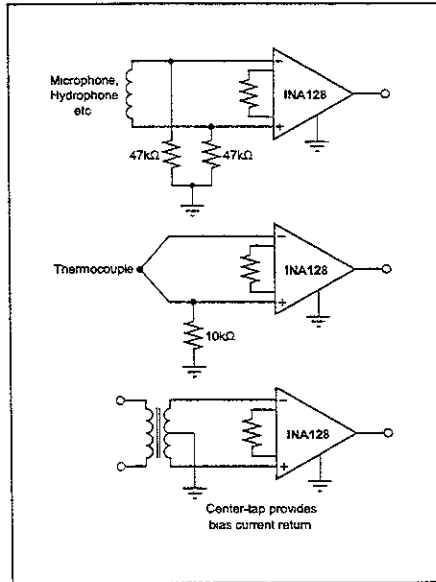 Microphone,
Hydrophone
etc
−
INA128
+
47kΩ
47kΩ
−
Thermocouple
INA128
+
10kΩ
−
INA128
+
Center-tap provides
bias current return